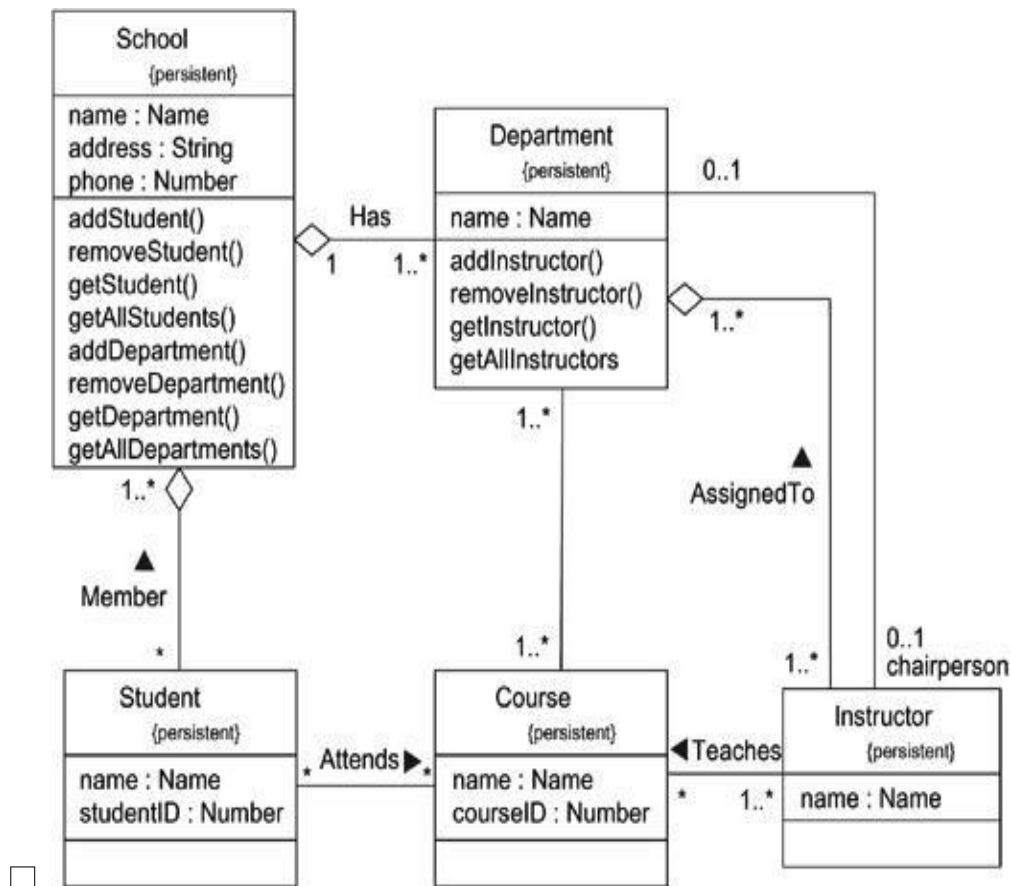 School
{persistent}
name : Name
address : String
phone : Number
addStudent()
removeStudent()
getStudent()
getAllStudents()
addDepartment()
removeDepartment()
getDepartment()
getAllDepartments()
Has
1
1..*
Department
{persistent}
name : Name
addInstructor()
removeInstructor()
getInstructor()
getAllInstructors
0..1
1..*
1..*
1..*
Member
*
AssignedTo
1..*
1..*
0..1
chairperson
Student
{persistent}
name : Name
studentID : Number
Attends
*
*
Course
{persistent}
name : Name
courseID : Number
Teaches
*
1..*
Instructor
{persistent}
name : Name